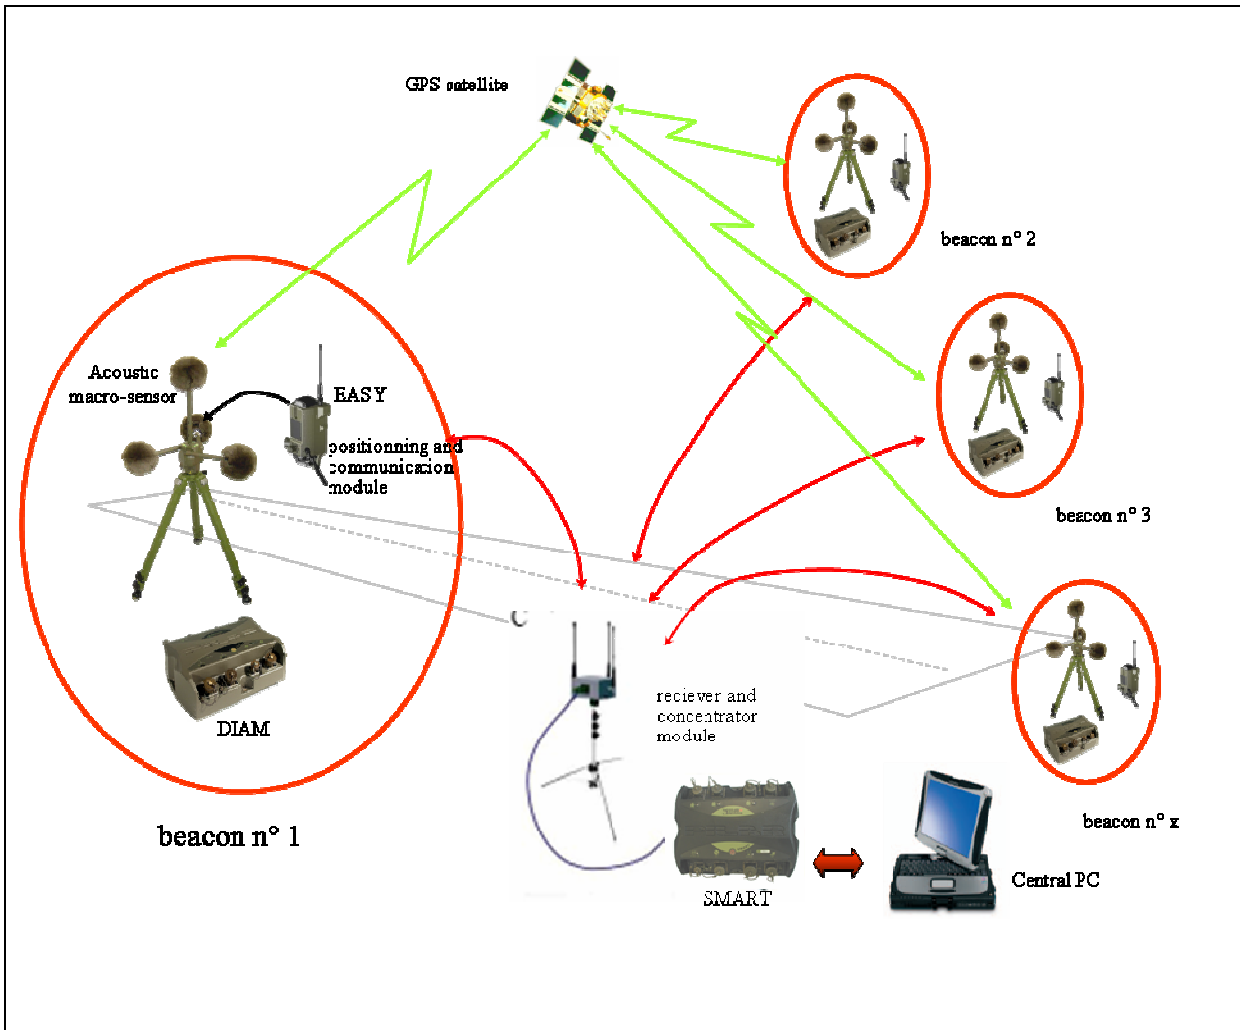 GPS satellite
beacon n° 2
Acoustic
macro-sensor
EASY
positionning and
communication
module
beacon n° 3
DIAM
reciever and
concentrator
module
beacon n° 1
SMART
Central PC
beacon n° x